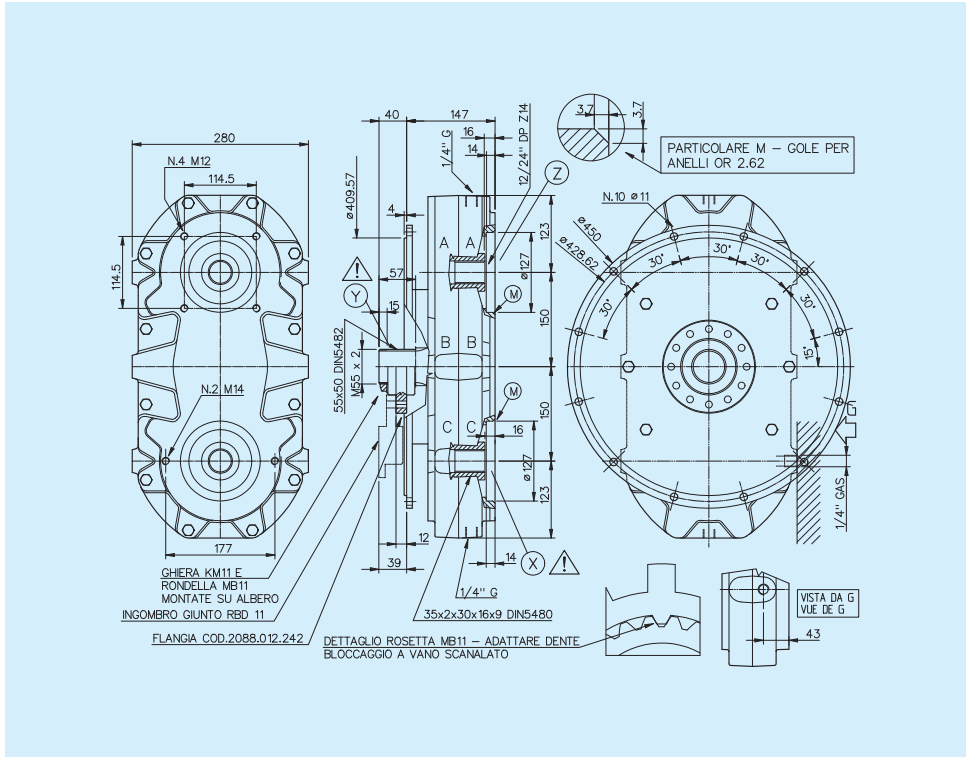 280
N.4 M12
114.5
114.5
N.2 M14
177
40
147
16
14
1/4" G
12/24" DP Z14
Z
ø409.57
4
57
Y
15
55x50 DIN5482
M55 x 2
A
A
B
B
C
C
123
ø127
M
150
150
M
16
ø127
123
12
39
14
X
1/4" G
35x2x30x16x9 DIN5480
3.7
3.7
PARTICOLARE M – GOLE PER
ANELLI OR 2.62
N.10 ø11
ø450
ø428.62
30°
30°
30°
30°
30°
15°
G
1/4" GAS
GHIERA KM11 E
RONDELLA MB11
MONTATE SU ALBERO
INGOMBRO GIUNTO RBD 11
FLANGIA COD.2088.012.242
DETTAGLIO ROSETTA MB11 – ADATTARE DENTE
BLOCCAGGIO A VANO SCANALATO
VISTA DA G
VUE DE G
43